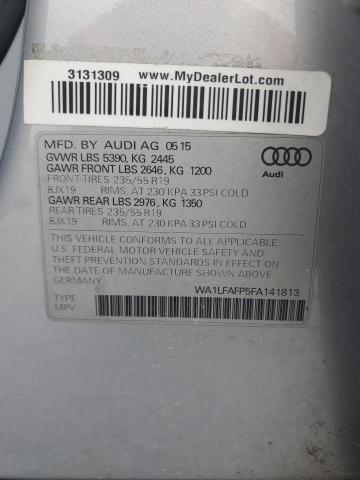 3131309 www.MyDealerLot.com
MFD. BY AUDI AG 05 15
GVWR LBS 5390, KG 2445
GAWR FRONT LBS 2646, KG 1200
FRONT-TIRES 235/55 R19
8JX19 RIMS, AT 230 KPA 33 PSI COLD
GAWR REAR LBS 2976, KG 1350
REAR-TIRES 235/55 R19
8JX19 RIMS, AT 230 KPA 33 PSI COLD
Audi
THIS VEHICLE CONFORMS TO ALL APPLICABLE
U.S. FEDERAL MOTOR VEHICLE SAFETY AND
THEFT PREVENTION STANDARDS IN EFFECT ON
THE DATE OF MANUFACTURE SHOWN ABOVE.
GERMANY
WA1LFAFP5FA141813
TYPE
MPV